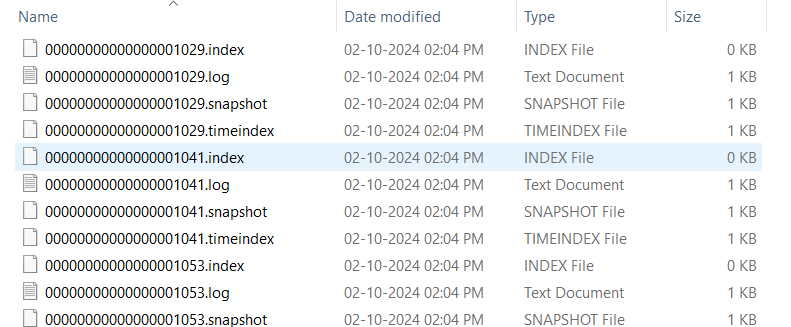 Name Date modified Type Size
00000000000000001029.index 02-10-2024 02:04 PM INDEX File 0 KB
00000000000000001029.log 02-10-2024 02:04 PM Text Document 1 KB
00000000000000001029.snapshot 02-10-2024 02:04 PM SNAPSHOT File 1 KB
00000000000000001029.timeindex 02-10-2024 02:04 PM TIMEINDEX File 1 KB
00000000000000001041.index 02-10-2024 02:04 PM INDEX File 0 KB
00000000000000001041.log 02-10-2024 02:04 PM Text Document 1 KB
00000000000000001041.snapshot 02-10-2024 02:04 PM SNAPSHOT File 1 KB
00000000000000001041.timeindex 02-10-2024 02:04 PM TIMEINDEX File 1 KB
00000000000000001053.index 02-10-2024 02:04 PM INDEX File 0 KB
00000000000000001053.log 02-10-2024 02:04 PM Text Document 1 KB
00000000000000001053.snapshot 02-10-2024 02:04 PM SNAPSHOT File 1 KB